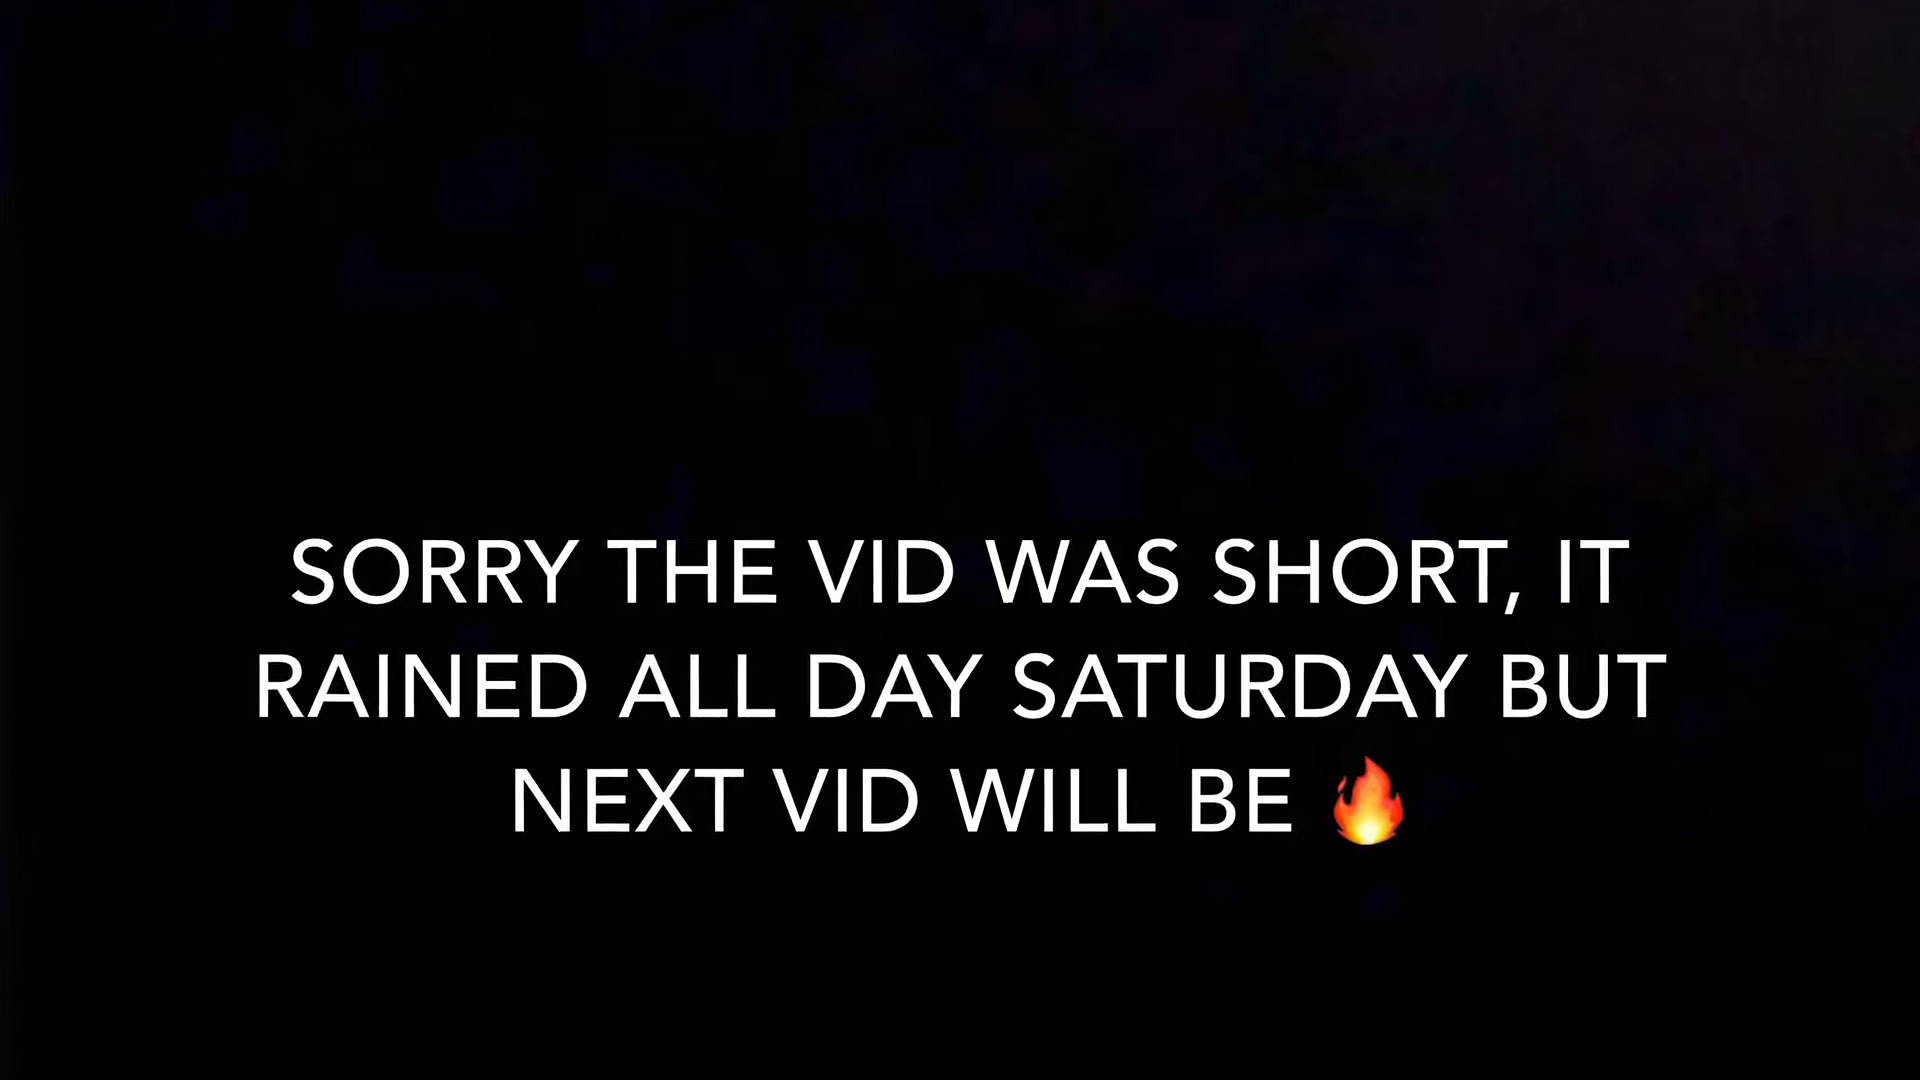 SORRY THE VID WAS SHORT, IT
RAINED ALL DAY SATURDAY BUT
NEXT VID WILL BE 🔥